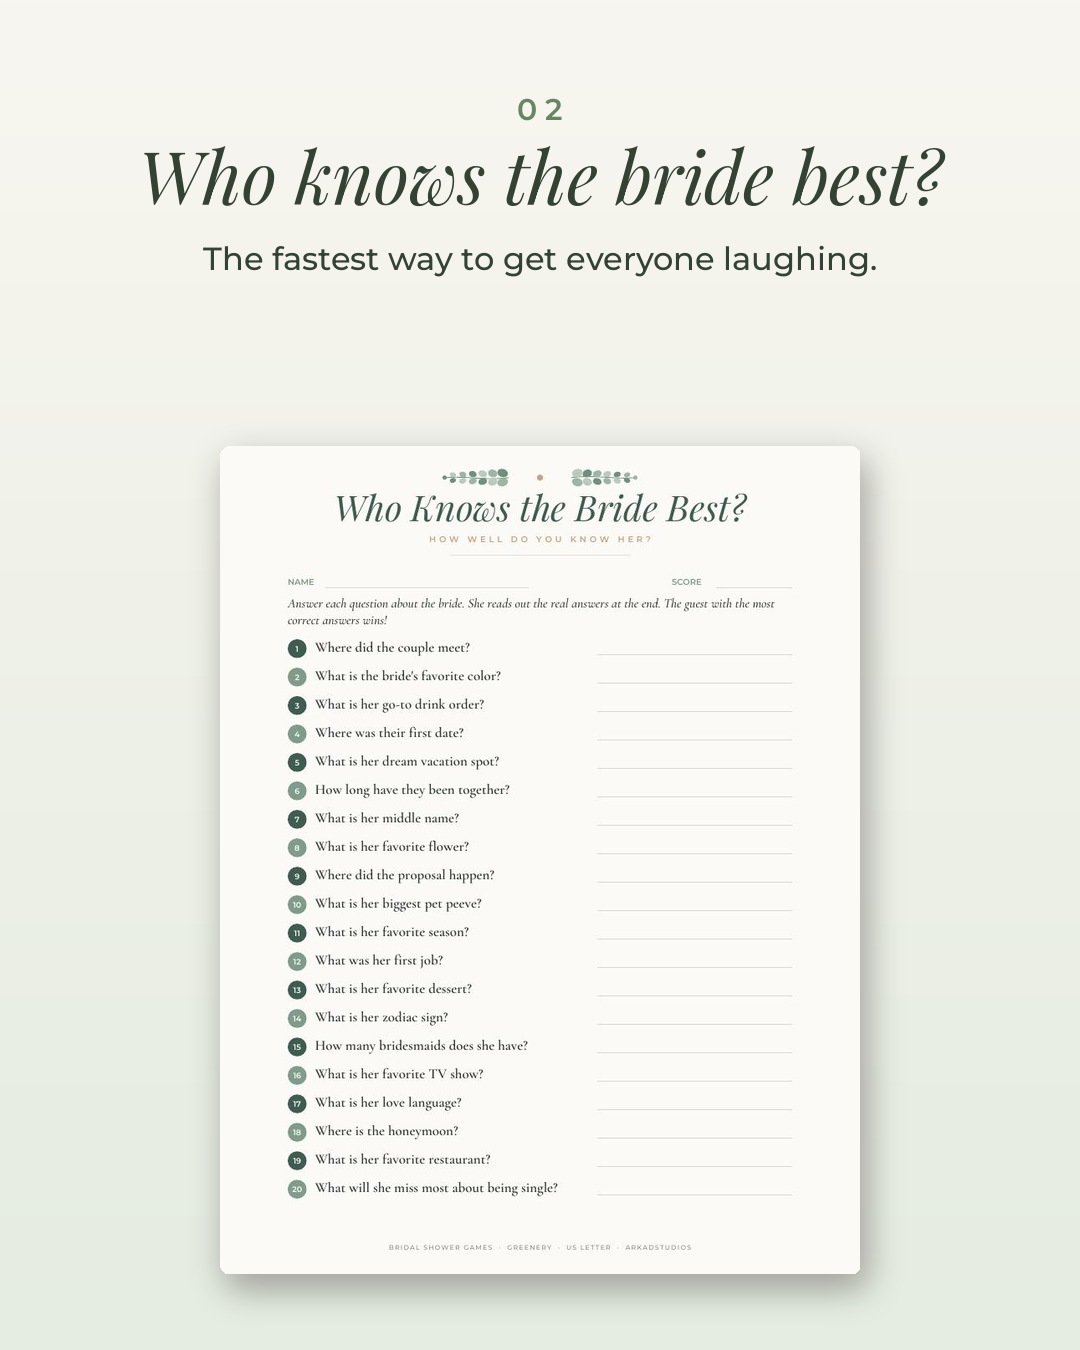 02
Who knows the bride best?
The fastest way to get everyone laughing.
Who Knows the Bride Best?
HOW WELL DO YOU KNOW HER?
NAME SCORE
Answer each question about the bride. She reads out the real answers at the end. The guest with the most
correct answers wins!
1 Where did the couple meet?
2 What is the bride's favorite color?
3 What is her go-to drink order?
4 Where was their first date?
5 What is her dream vacation spot?
6 How long have they been together?
7 What is her middle name?
8 What is her favorite flower?
9 Where did the proposal happen?
10 What is her biggest pet peeve?
11 What is her favorite season?
12 What was her first job?
13 What is her favorite dessert?
14 What is her zodiac sign?
15 How many bridesmaids does she have?
16 What is her favorite TV show?
17 What is her love language?
18 Where is the honeymoon?
19 What is her favorite restaurant?
20 What will she miss most about being single?
BRIDAL SHOWER GAMES · GREENERY · US LETTER · ARKADSTUDIOS